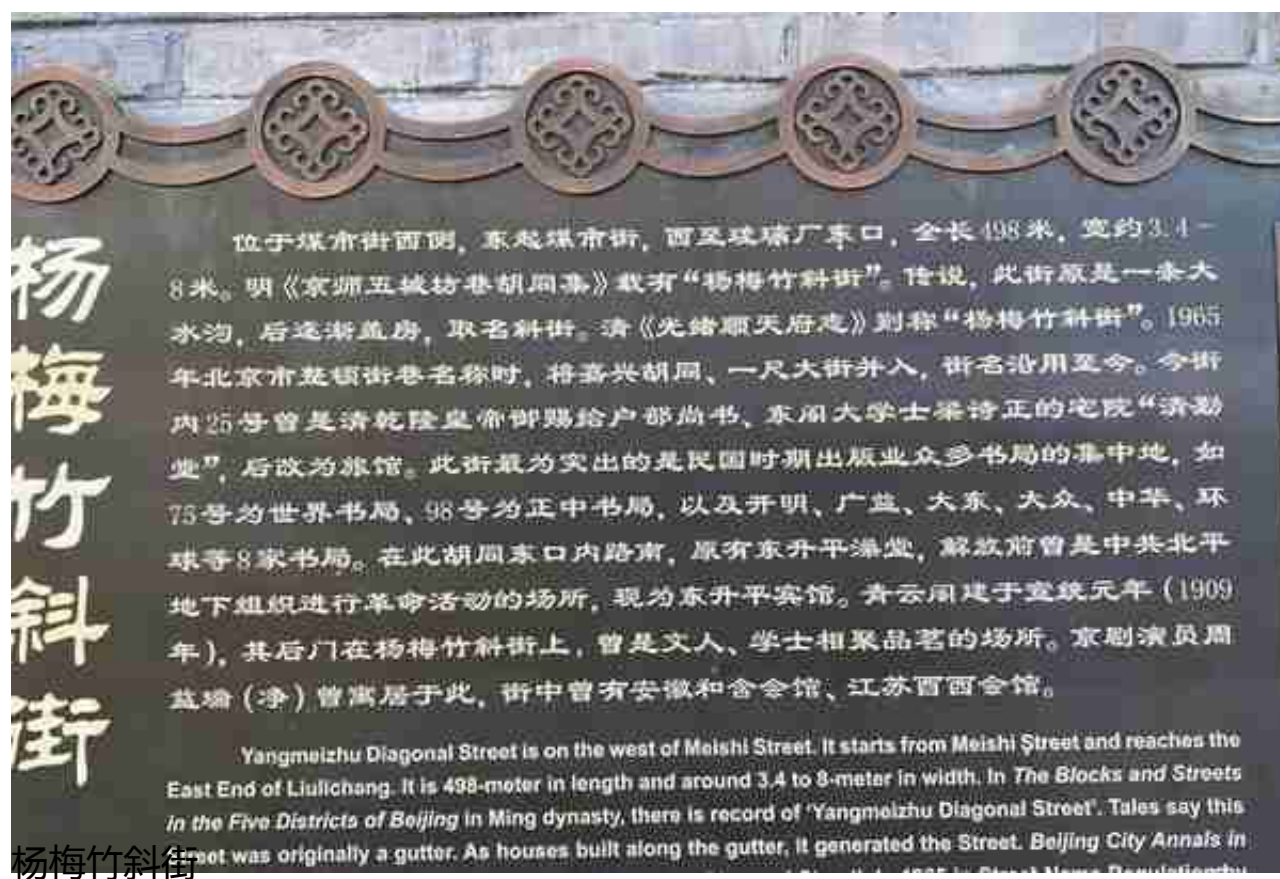 杨梅竹斜街
位于煤市街西侧，东起煤市街，西至琉璃厂东口，全长498米，宽约3.4－
8米。明《京师五城坊巷胡同集》载有“杨梅竹斜街”。传说，此街原是一条大
水沟，后逐渐盖房，取名斜街。清《光绪顺天府志》则称“杨梅竹斜街”。1965
年北京市整顿街巷名称时，将嘉兴胡同、一尺大街并入，街名沿用至今。今街
内25号曾是清乾隆皇帝御赐给户部尚书、东阁大学士梁诗正的宅院“清勤
堂”，后改为旅馆。此街最为突出的是民国时期出版业众多书局的集中地，如
75号为世界书局、98号为正中书局，以及开明、广益、大东、大众、中华、环
球等8家书局。在此胡同东口内路南，原有东升平澡堂，解放前曾是中共北平
地下组织进行革命活动的场所，现为东升平宾馆。青云阁建于宣统元年（1909
年），其后门在杨梅竹斜街上，曾是文人、学士相聚品茗的场所。京剧演员周
益瑜（净）曾寓居于此，街中曾有安徽和含会馆、江苏酉西会馆。
Yangmeizhu Diagonal Street is on the west of Meishi Street. It starts from Meishi Street and reaches the
East End of Liulichang. It is 498-meter in length and around 3.4 to 8-meter in width. In The Blocks and Streets
in the Five Districts of Beijing in Ming dynasty, there is record of 'Yangmeizhu Diagonal Street'. Tales say this
was originally a gutter. As houses built along the gutter, it generated the Street. Beijing City Annals in
杨梅竹斜街